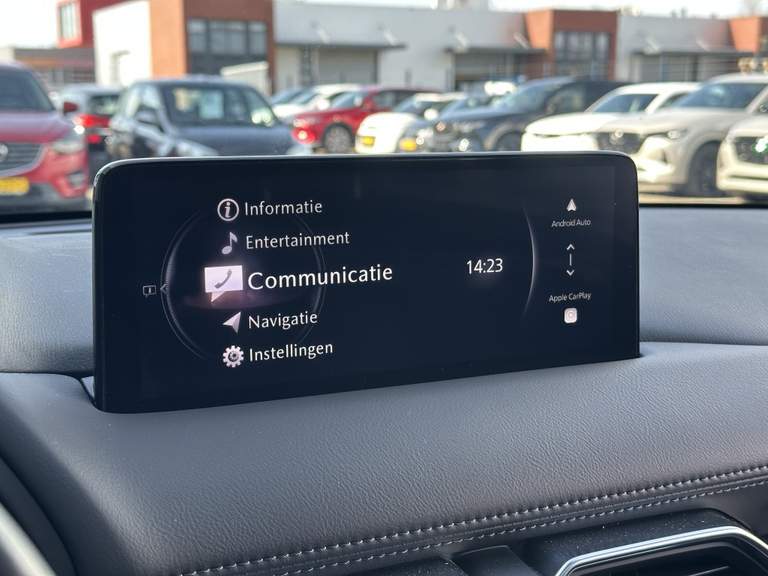 Informatie
Entertainment
Communicatie
Navigatie
Instellingen
14:23
Android Auto
Apple CarPlay